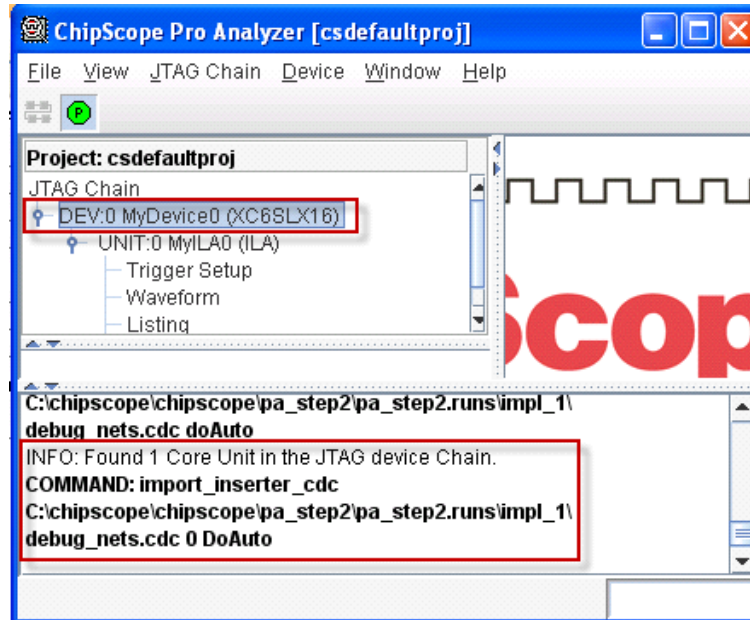 ChipScope Pro Analyzer [csdefaultproj]
File View JTAG Chain Device Window Help
P
Project: csdefaultproj
JTAG Chain
DEV:0 MyDevice0 (XC6SLX16)
UNIT:0 MyILA0 (ILA)
Trigger Setup
Waveform
Listing
Scop
C:\chipscope\chipscope\pa_step2\pa_step2.runs\impl_1\
debug_nets.cdc doAuto
INFO: Found 1 Core Unit in the JTAG device Chain.
COMMAND: import_inserter_cdc
C:\chipscope\chipscope\pa_step2\pa_step2.runs\impl_1\
debug_nets.cdc 0 DoAuto